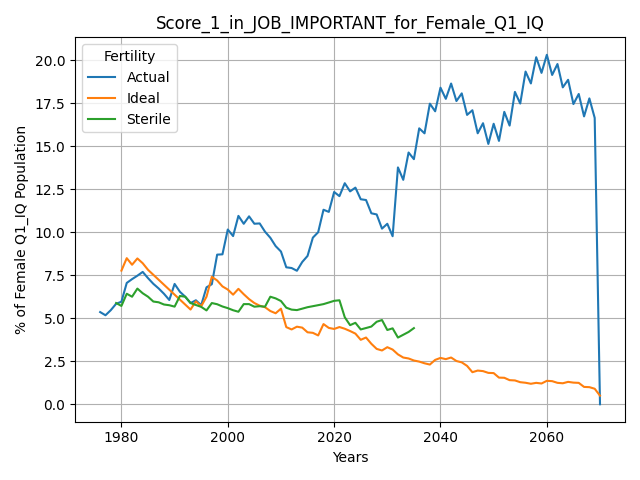 Score_1_in_JOB_IMPORTANT_for_Female_Q1_IQ
Fertility
Actual
Ideal
Sterile
% of Female Q1_IQ Population
20.0
17.5
15.0
12.5
10.0
7.5
5.0
2.5
0.0
1980 2000 2020 2040 2060
Years